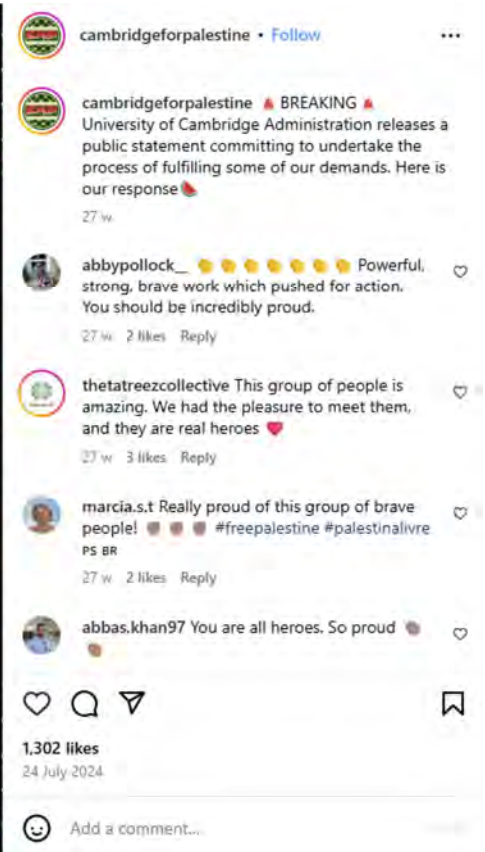 cambridgeforpalestine • Follow
cambridgeforpalestine 🚨 BREAKING 🚨
University of Cambridge Administration releases a
public statement committing to undertake the
process of fulfilling some of our demands. Here is
our response🍉
27 w
abbypollock_ 👏👏👏👏👏👏👏 Powerful,
strong, brave work which pushed for action.
You should be incredibly proud.
27 w 2 likes Reply
thetatreezcollective This group of people is
amazing. We had the pleasure to meet them,
and they are real heroes ❤️
27 w 3 likes Reply
marcia.s.t Really proud of this group of brave
people! ✊🏽✊🏽✊🏽 #freepalestine #palestinalivre
PS BR
27 w 2 likes Reply
abbas.khan97 You are all heroes. So proud
1,302 likes
24 July 2024
Add a comment...